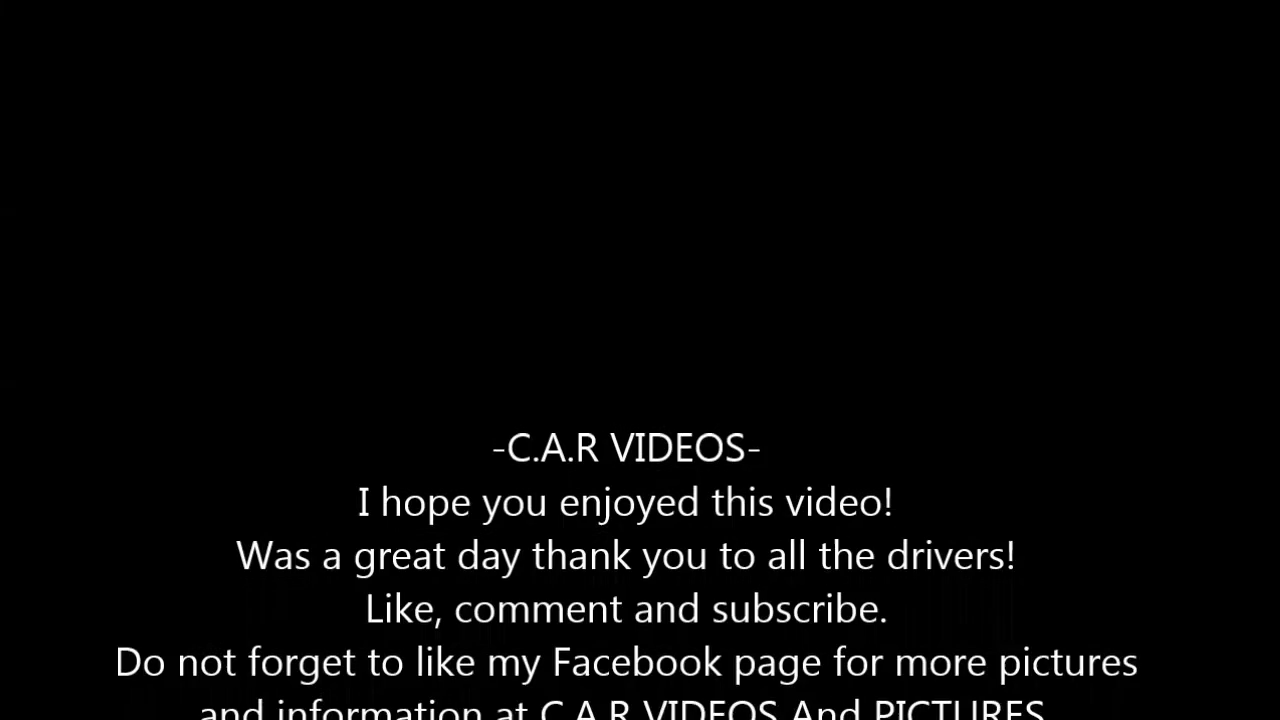 -C.A.R VIDEOS-
I hope you enjoyed this video!
Was a great day thank you to all the drivers!
Like, comment and subscribe.
Do not forget to like my Facebook page for more pictures
and information at C.A.R VIDEOS And PICTURES